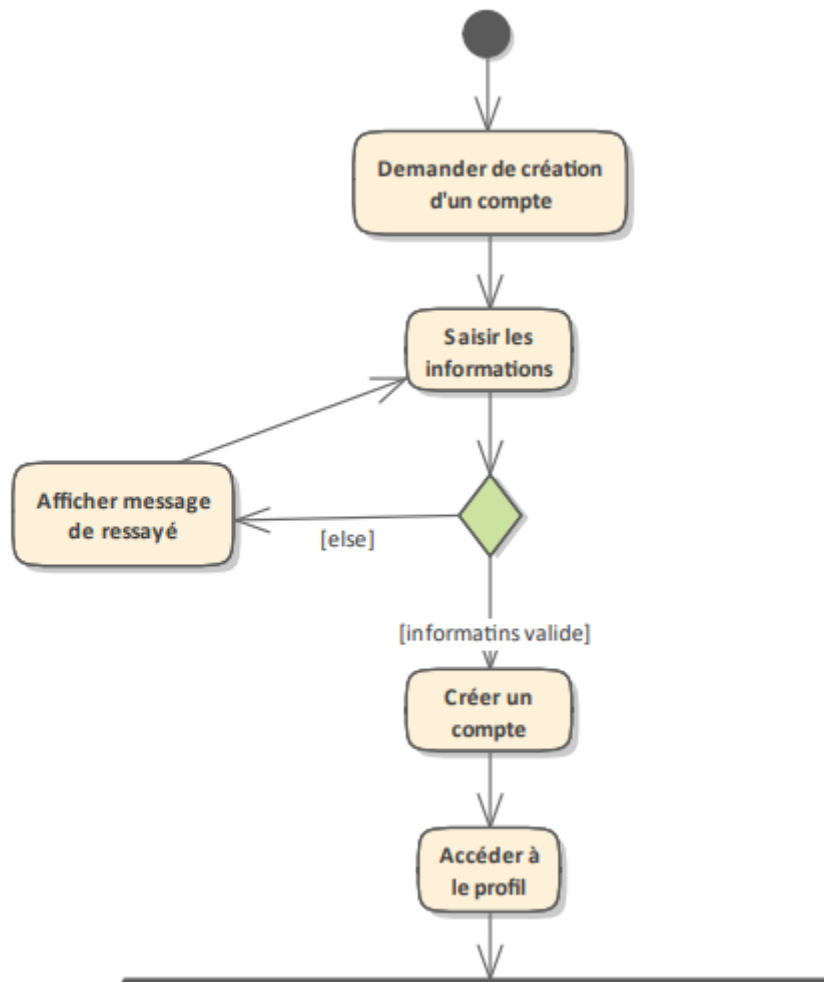 Demander de création
d'un compte
Saisir les
informations
Afficher message
de ressayé
[else]
[informatins valide]
Créer un
compte
Accéder à
le profil